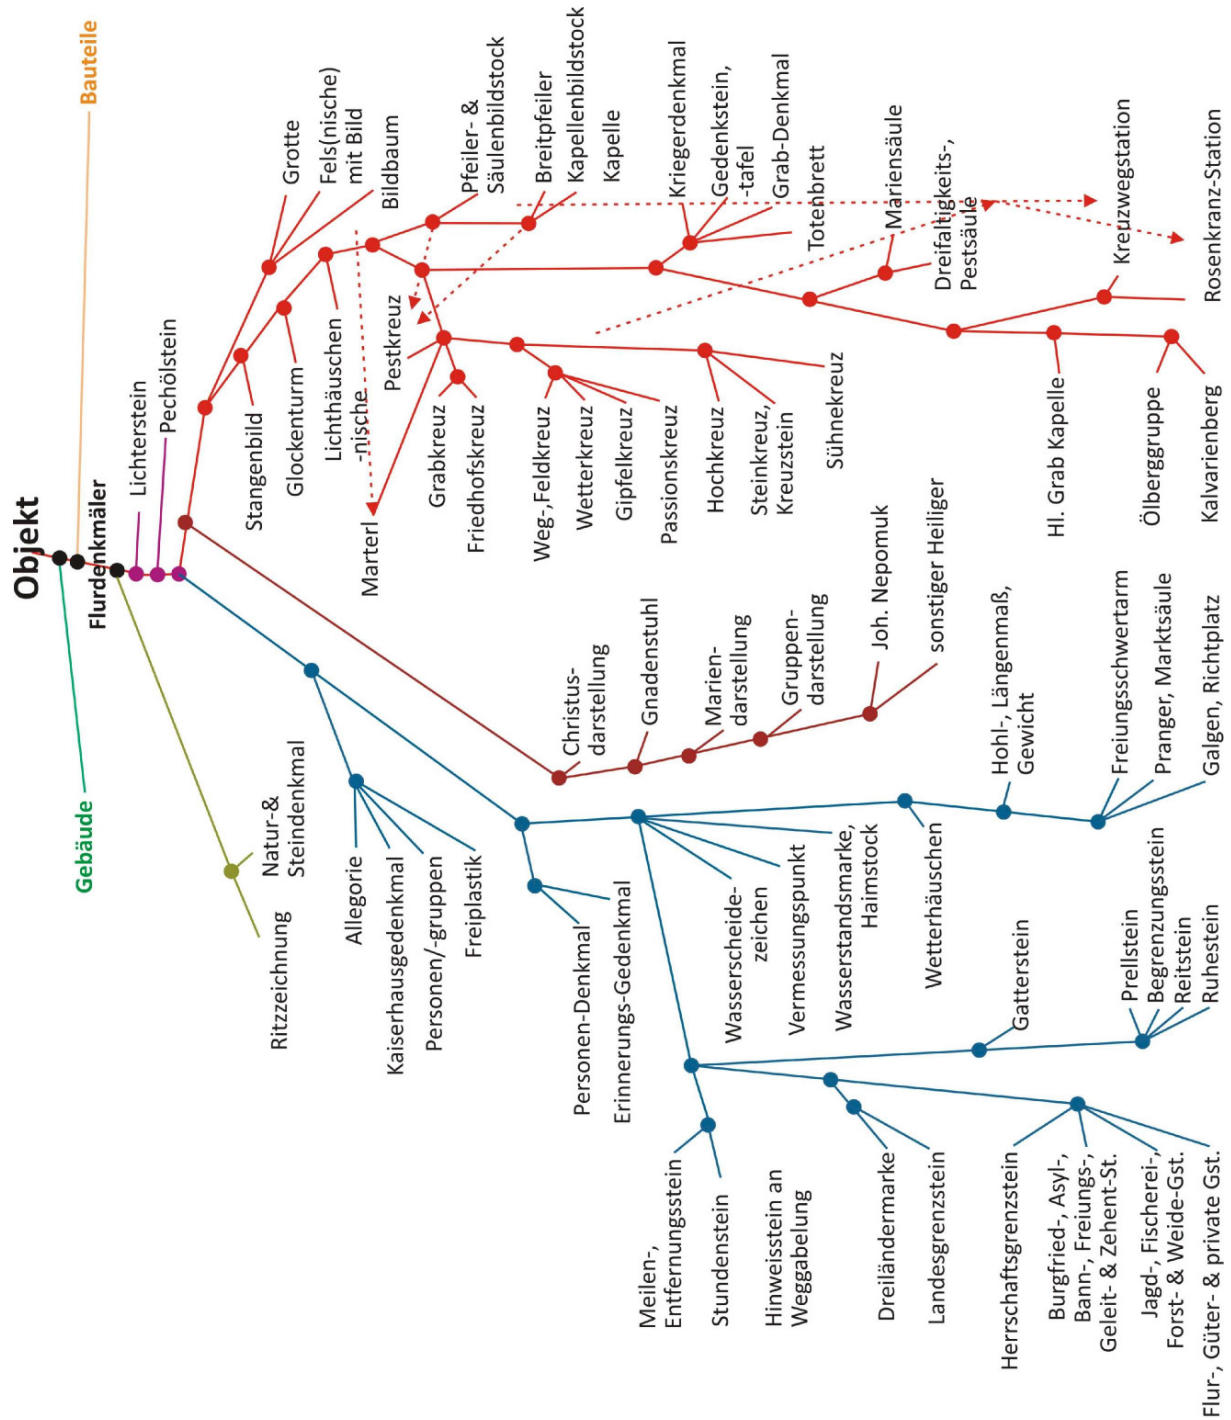 Objekt
Gebäude
Bauteile
Flurdenkmäler
Lichterstein
Pechölstein
Natur-&
Steindenkmal
Ritzzeichnung
Grotte
Fels(nische)
mit Bild
Bildbaum
Stangenbild
Glockenturm
Lichthäuschen
-nische
Pfeiler- &
Säulenbildstock
Breitpfeiler
Kapellenbildstock
Kapelle
Marterl
Pestkreuz
Grabkreuz
Friedhofskreuz
Weg-,Feldkreuz
Wetterkreuz
Gipfelkreuz
Passionskreuz
Hochkreuz
Steinkreuz,
Kreuzstein
Sühnekreuz
Kriegerdenkmal
Gedenkstein,
-tafel
Grab-Denkmal
Totenbrett
Mariensäule
Dreifaltigkeits-,
Pestsäule
Kreuzwegstation
Rosenkranz-Station
Hl. Grab Kapelle
Ölberggruppe
Kalvarienberg
Christus-
darstellung
Gnadenstuhl
Marien-
darstellung
Gruppen-
darstellung
Joh. Nepomuk
sonstiger Heiliger
Allegorie
Kaiserhausgedenkmal
Personen/-gruppen
Freiplastik
Personen-Denkmal
Erinnerungs-Gedenkmal
Wasserscheide-
zeichen
Vermessungspunkt
Wasserstandsmarke,
Haimstock
Wetterhäuschen
Hohl-, Längenmaß,
Gewicht
Freiungsschwertarm
Pranger, Marktsäule
Galgen, Richtplatz
Meilen-,
Entfernungsstein
Stundenstein
Hinweisstein an
Weggabelung
Dreiländermarke
Landesgrenzstein
Gatterstein
Prellstein
Begrenzungsstein
Reitstein
Ruhestein
Herrschaftsgrenzstein
Burgfried-, Asyl-,
Bann-, Freiungs-,
Geleit- & Zehent-St.
Jagd-, Fischerei-,
Forst- & Weide-Gst.
Flur-, Güter- & private Gst.